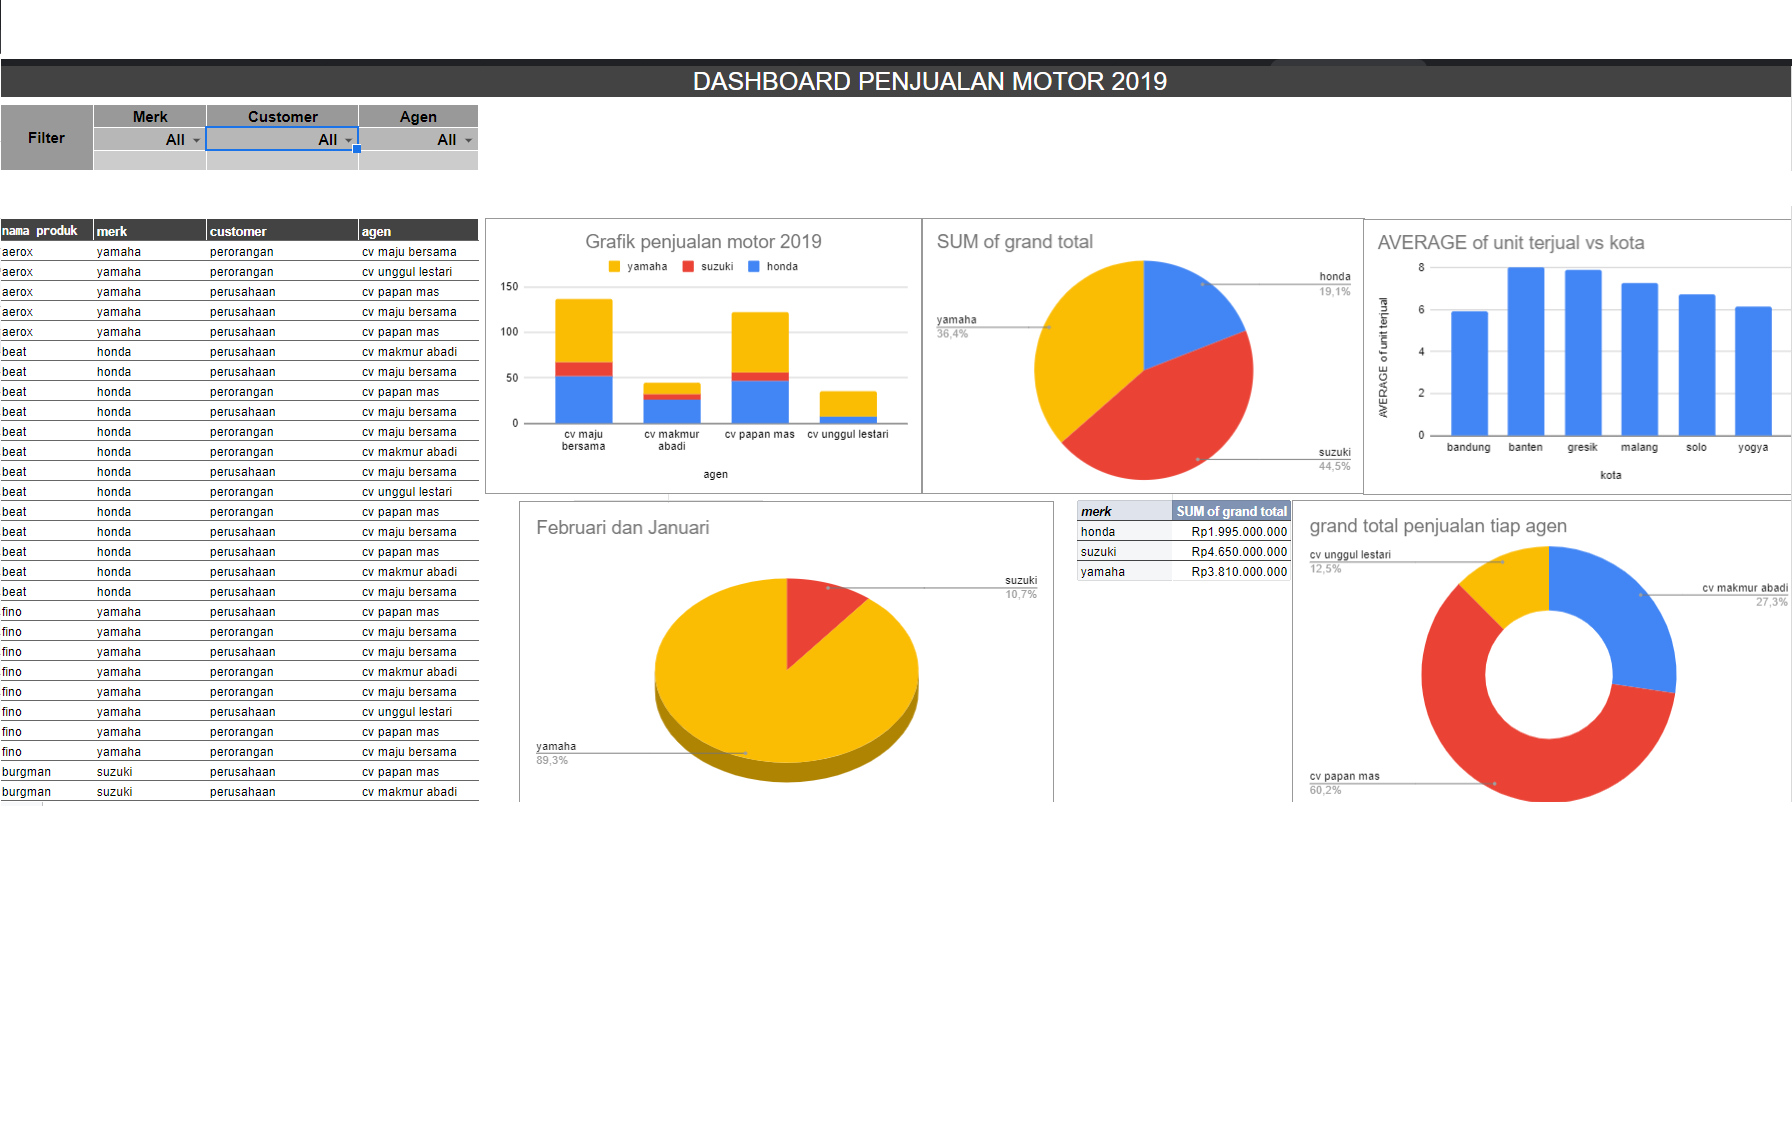 DASHBOARD PENJUALAN MOTOR 2019
Filter
Merk Customer Agen
All All All
nama produk merk customer agen
aerox yamaha perorangan cv maju bersama
aerox yamaha perorangan cv unggul lestari
aerox yamaha perusahaan cv papan mas
aerox yamaha perusahaan cv maju bersama
aerox yamaha perusahaan cv papan mas
beat honda perusahaan cv makmur abadi
beat honda perusahaan cv maju bersama
beat honda perorangan cv papan mas
beat honda perusahaan cv maju bersama
beat honda perorangan cv maju bersama
beat honda perorangan cv makmur abadi
beat honda perusahaan cv maju bersama
beat honda perorangan cv unggul lestari
beat honda perorangan cv papan mas
beat honda perusahaan cv maju bersama
beat honda perusahaan cv papan mas
beat honda perusahaan cv makmur abadi
beat honda perusahaan cv maju bersama
fino yamaha perusahaan cv papan mas
fino yamaha perorangan cv maju bersama
fino yamaha perusahaan cv maju bersama
fino yamaha perorangan cv makmur abadi
fino yamaha perorangan cv maju bersama
fino yamaha perusahaan cv unggul lestari
fino yamaha perorangan cv papan mas
fino yamaha perorangan cv maju bersama
burgman suzuki perusahaan cv papan mas
burgman suzuki perusahaan cv makmur abadi
Grafik penjualan motor 2019
yamaha suzuki honda
150
100
50
0
cv maju bersama
cv makmur abadi
cv papan mas
cv unggul lestari
agen
SUM of grand total
honda
19,1%
yamaha
36,4%
suzuki
44,5%
AVERAGE of unit terjual vs kota
AVERAGE of unit terjual
8
6
4
2
0
bandung banten gresik malang solo yogya
kota
Februari dan Januari
suzuki
10,7%
yamaha
89,3%
merk SUM of grand total
honda Rp1.995.000.000
suzuki Rp4.650.000.000
yamaha Rp3.810.000.000
grand total penjualan tiap agen
cv unggul lestari
12,5%
cv makmur abadi
27,3%
cv papan mas
60,2%